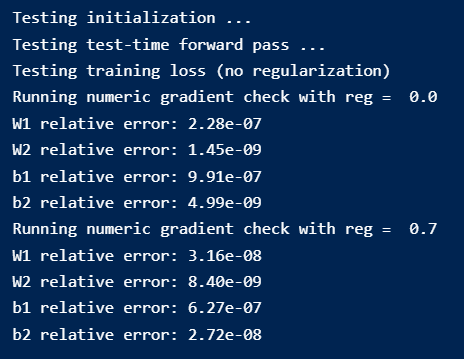 Testing initialization ...
Testing test-time forward pass ...
Testing training loss (no regularization)
Running numeric gradient check with reg =  0.0
W1 relative error: 2.28e-07
W2 relative error: 1.45e-09
b1 relative error: 9.91e-07
b2 relative error: 4.99e-09
Running numeric gradient check with reg =  0.7
W1 relative error: 3.16e-08
W2 relative error: 8.40e-09
b1 relative error: 6.27e-07
b2 relative error: 2.72e-08